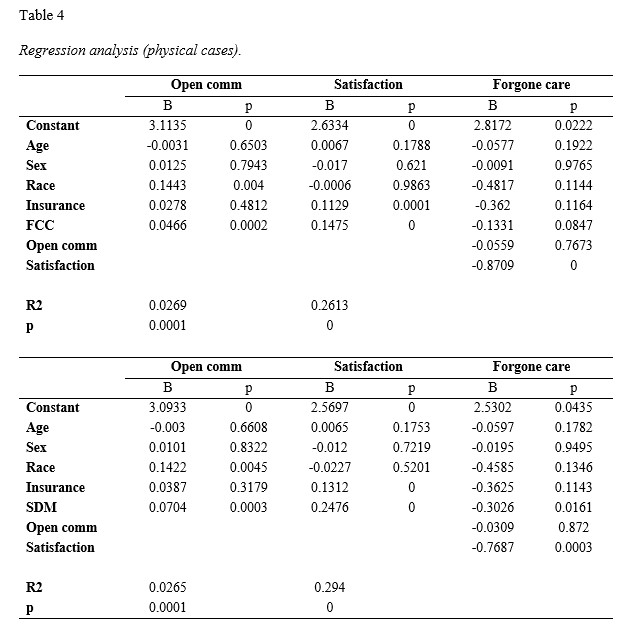 Table 4
Regression analysis (physical cases).
Open comm Satisfaction Forgone care
B p B p B p
Constant 3.1135 0 2.6334 0 2.8172 0.0222
Age -0.0031 0.6503 0.0067 0.1788 -0.0577 0.1922
Sex 0.0125 0.7943 -0.017 0.621 -0.0091 0.9765
Race 0.1443 0.004 -0.0006 0.9863 -0.4817 0.1144
Insurance 0.0278 0.4812 0.1129 0.0001 -0.362 0.1164
FCC 0.0466 0.0002 0.1475 0 -0.1331 0.0847
Open comm -0.0559 0.7673
Satisfaction -0.8709 0
R2 0.0269 0.2613
p 0.0001 0
Open comm Satisfaction Forgone care
B p B p B p
Constant 3.0933 0 2.5697 0 2.5302 0.0435
Age -0.003 0.6608 0.0065 0.1753 -0.0597 0.1782
Sex 0.0101 0.8322 -0.012 0.7219 -0.0195 0.9495
Race 0.1422 0.0045 -0.0227 0.5201 -0.4585 0.1346
Insurance 0.0387 0.3179 0.1312 0 -0.3625 0.1143
SDM 0.0704 0.0003 0.2476 0 -0.3026 0.0161
Open comm -0.0309 0.872
Satisfaction -0.7687 0.0003
R2 0.0265 0.294
p 0.0001 0